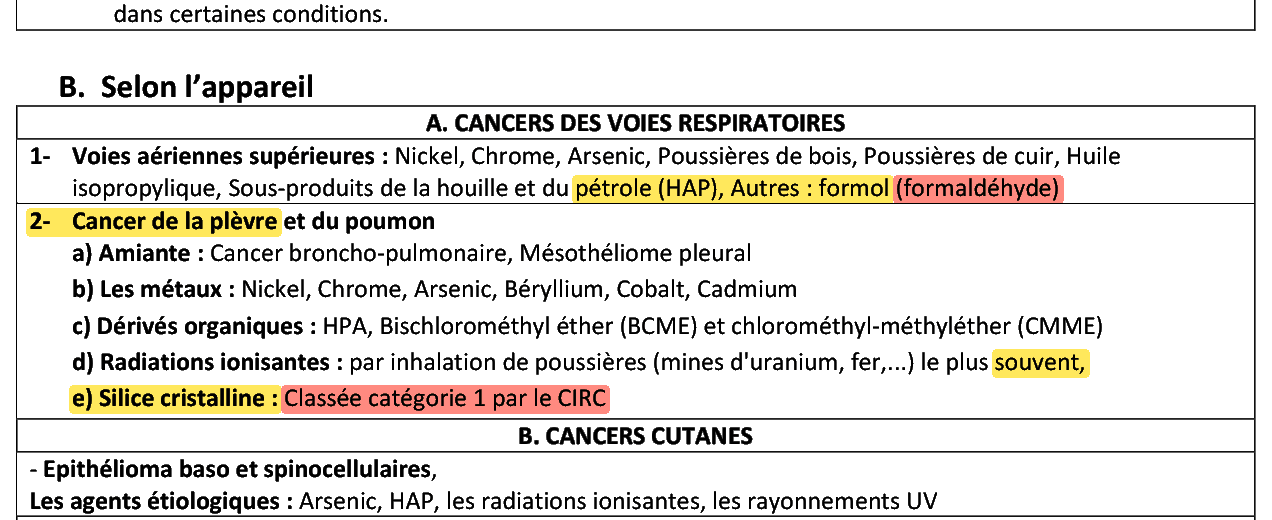 dans certaines conditions.
B. Selon l’appareil
A. CANCERS DES VOIES RESPIRATOIRES
1- Voies aériennes supérieures : Nickel, Chrome, Arsenic, Poussières de bois, Poussières de cuir, Huile
isopropylique, Sous-produits de la houille et du pétrole (HAP), Autres : formol (formaldéhyde)
2- Cancer de la plèvre et du poumon
a) Amiante : Cancer broncho-pulmonaire, Mésothéliome pleural
b) Les métaux : Nickel, Chrome, Arsenic, Béryllium, Cobalt, Cadmium
c) Dérivés organiques : HPA, Bischlorométhyl éther (BCME) et chlorométhyl-méthyléther (CMME)
d) Radiations ionisantes : par inhalation de poussières (mines d'uranium, fer,...) le plus souvent,
e) Silice cristalline : Classée catégorie 1 par le CIRC
B. CANCERS CUTANES
- Epithélioma baso et spinocellulaires,
Les agents étiologiques : Arsenic, HAP, les radiations ionisantes, les rayonnements UV